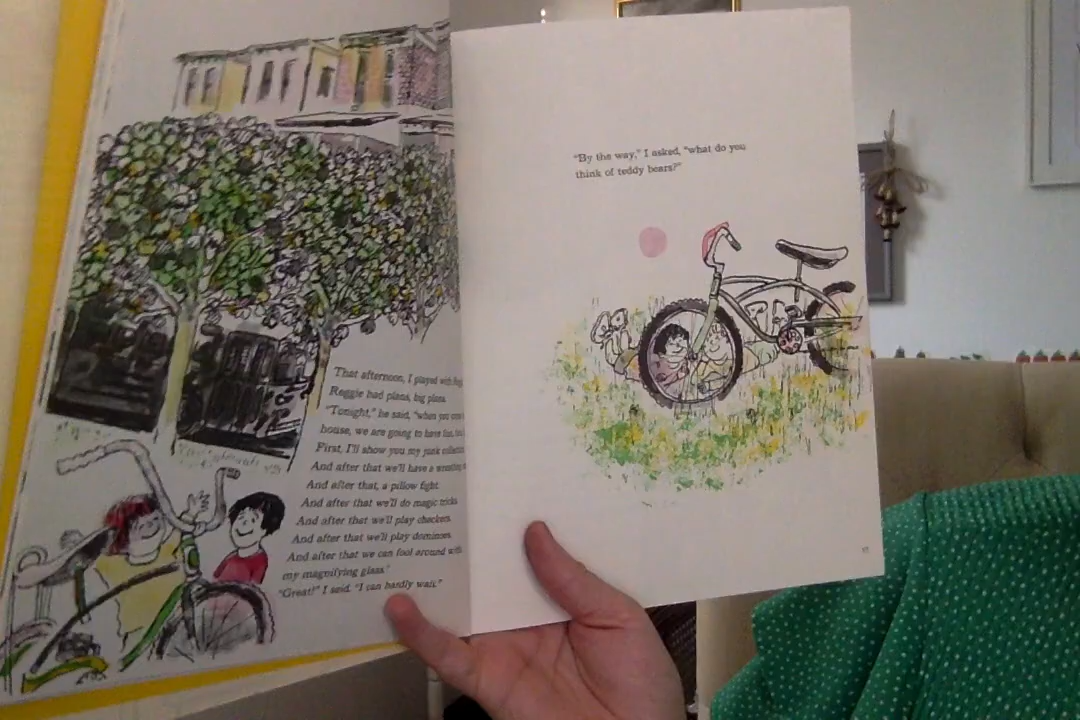 That afternoon, I played with
Reggie had plans, big plans.
"Tonight," he said, "when you
house, we are going to have fun,
First, I'll show you my junk
And after that we'll have a
And after that, a pillow fight.
And after that we'll do magic tricks.
And after that we'll play checkers.
And after that we'll play dominoes.
And after that we can fool around with
my magnifying glass."
"Great!" I said. "I can hardly wait."
"By the way," I asked, "what do you
think of teddy bears?"